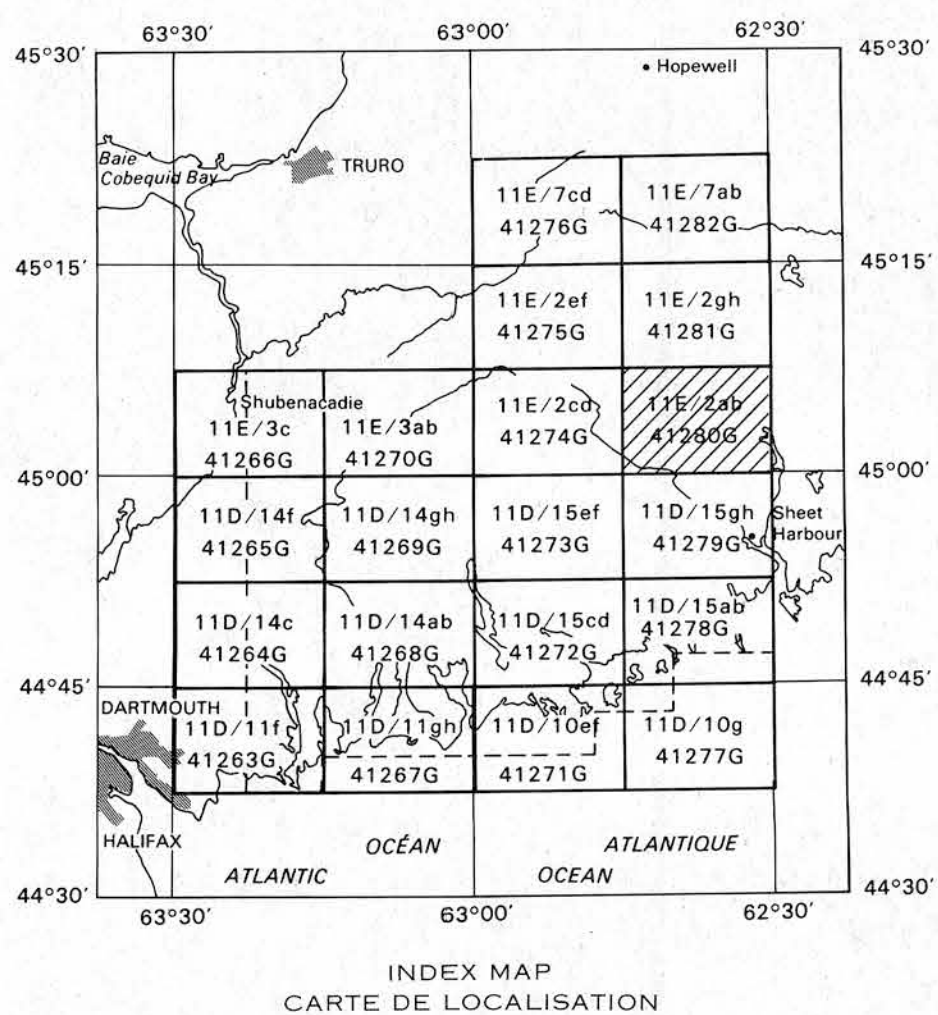 63°30′ 63°00′ 62°30′
45°30′ 45°30′
• Hopewell
Baie
Cobequid Bay
TRURO
11E/7cd 11E/7ab
41276G 41282G
45°15′ 45°15′
11E/2ef 11E/2gh
41275G 41281G
Shubenacadie
11E/3c 11E/3ab 11E/2cd 11E/2ab
41266G 41270G 41274G 41280G
45°00′ 45°00′
11D/14f 11D/14gh 11D/15ef 11D/15gh
41265G 41269G 41273G 41279G
Sheet
Harbour
11D/14c 11D/14ab 11D/15cd 11D/15ab
41264G 41268G 41272G 41278G
44°45′ 44°45′
DARTMOUTH
11D/11f 11D/11gh 11D/10ef 11D/10g
41263G 41267G 41271G 41277G
HALIFAX
OCÉAN ATLANTIQUE
ATLANTIC OCEAN
44°30′ 44°30′
63°30′ 63°00′ 62°30′
INDEX MAP
CARTE DE LOCALISATION